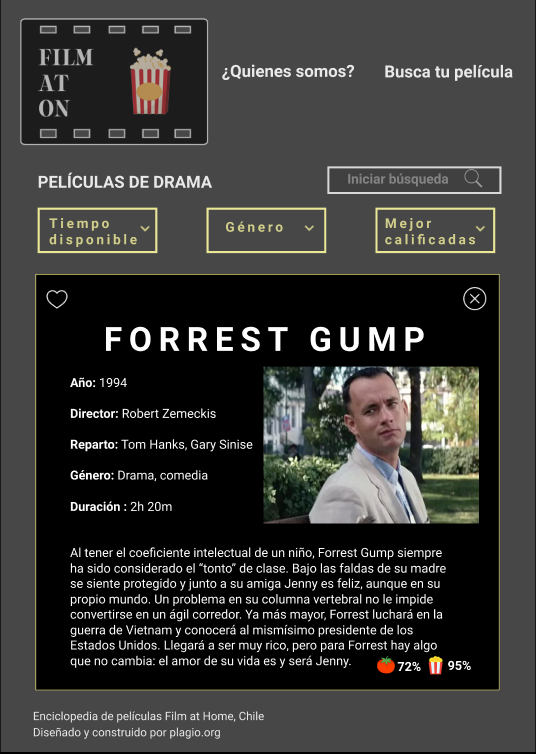 FILM
AT
ON
¿Quienes somos?
Busca tu película
PELÍCULAS DE DRAMA
Iniciar búsqueda
Tiempo
disponible
Género
Mejor
calificadas
FORREST GUMP
Año: 1994
Director: Robert Zemeckis
Reparto: Tom Hanks, Gary Sinise
Género: Drama, comedia
Duración : 2h 20m
Al tener el coeficiente intelectual de un niño, Forrest Gump siempre
ha sido considerado el “tonto” de clase. Bajo las faldas de su madre
se siente protegido y junto a su amiga Jenny es feliz, aunque en su
propio mundo. Un problema en su columna vertebral no le impide
convertirse en un ágil corredor. Ya más mayor, Forrest luchará en la
guerra de Vietnam y conocerá al mismísimo presidente de los
Estados Unidos. Llegará a ser muy rico, pero para Forrest hay algo
que no cambia: el amor de su vida es y será Jenny.
72% 95%
Enciclopedia de películas Film at Home, Chile
Diseñado y construido por plagio.org